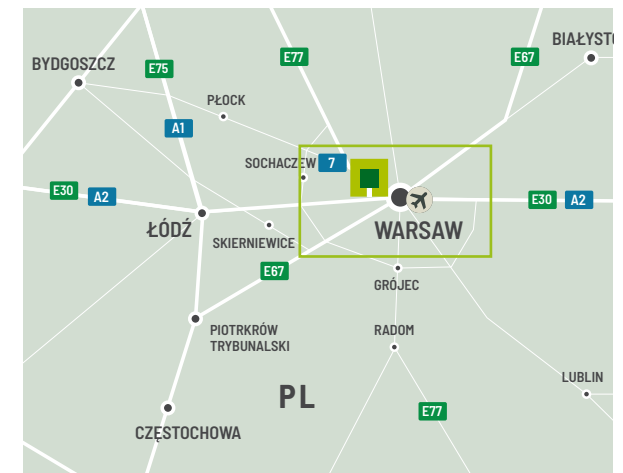 BIAŁYSTO
E77
E67
BYDGOSZCZ
E75
PŁOCK
A1
SOCHACZEW
7
E30
A2
E30
A2
ŁÓDŹ
WARSAW
SKIERNIEWICE
E67
GRÓJEC
PIOTRKÓW
TRYBUNALSKI
RADOM
LUBLIN
PL
E77
CZĘSTOCHOWA